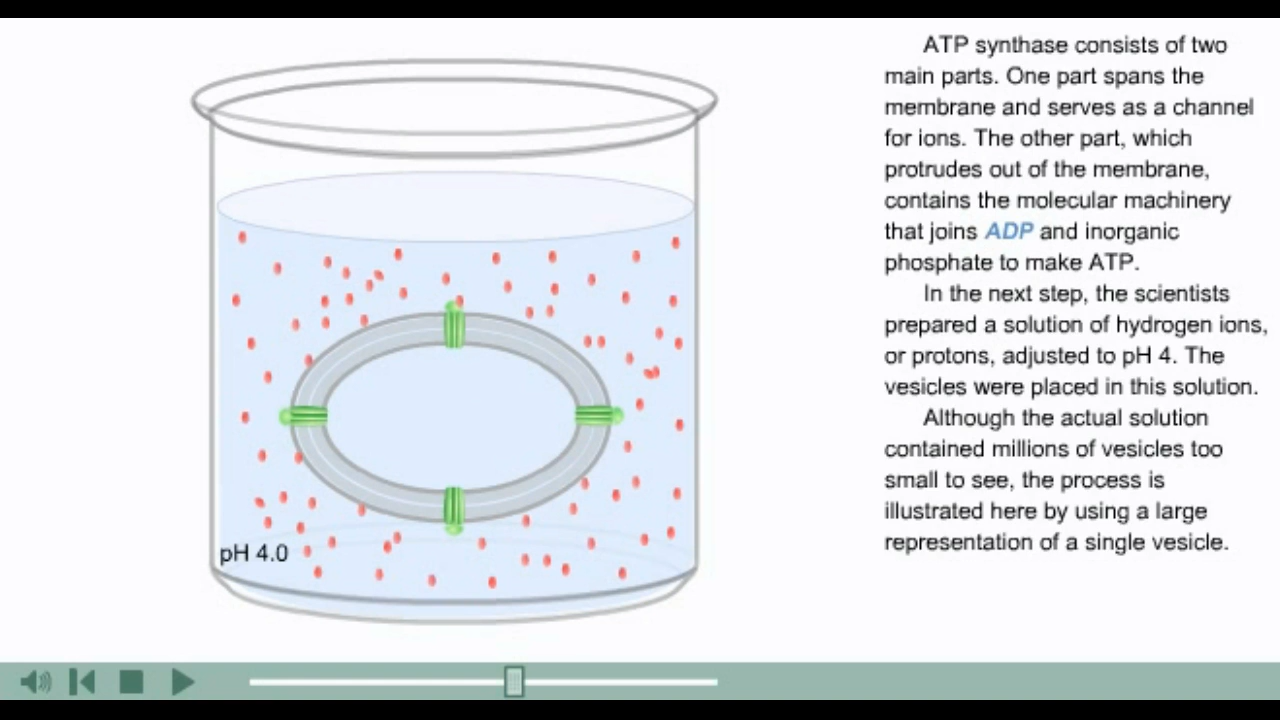 ATP synthase consists of two
main parts. One part spans the
membrane and serves as a channel
for ions. The other part, which
protrudes out of the membrane,
contains the molecular machinery
that joins ADP and inorganic
phosphate to make ATP.
In the next step, the scientists
prepared a solution of hydrogen ions,
or protons, adjusted to pH 4. The
vesicles were placed in this solution.
Although the actual solution
contained millions of vesicles too
small to see, the process is
illustrated here by using a large
representation of a single vesicle.
pH 4.0